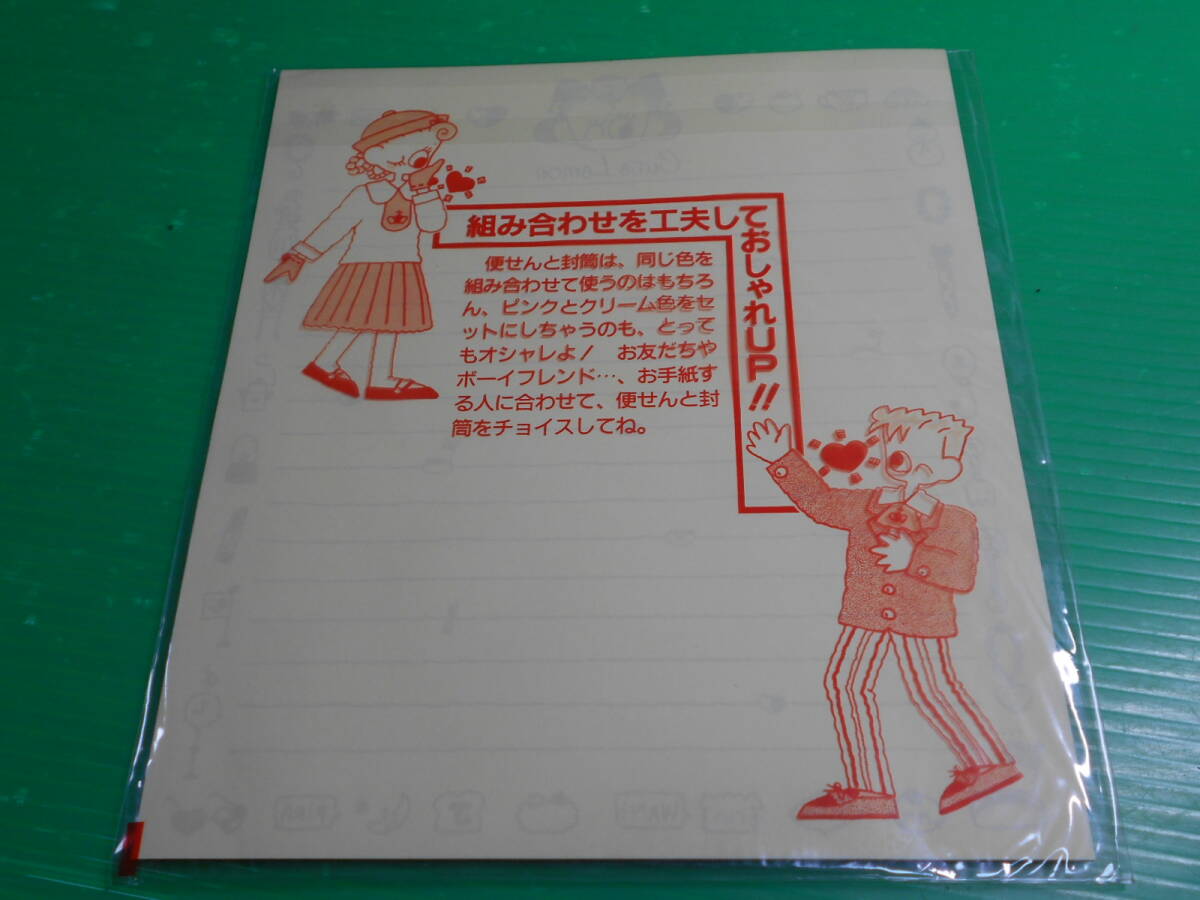 組み合わせを工夫しておしゃれUP!!
便せんと封筒は、同じ色を
組み合わせて使うのはもちろ
ん、ピンクとクリーム色をセ
ットにしちゃうのも、とって
もオシャレよ! お友だちや
ボーイフレンド…、お手紙す
る人に合わせて、便せんと封
筒をチョイスしてね。